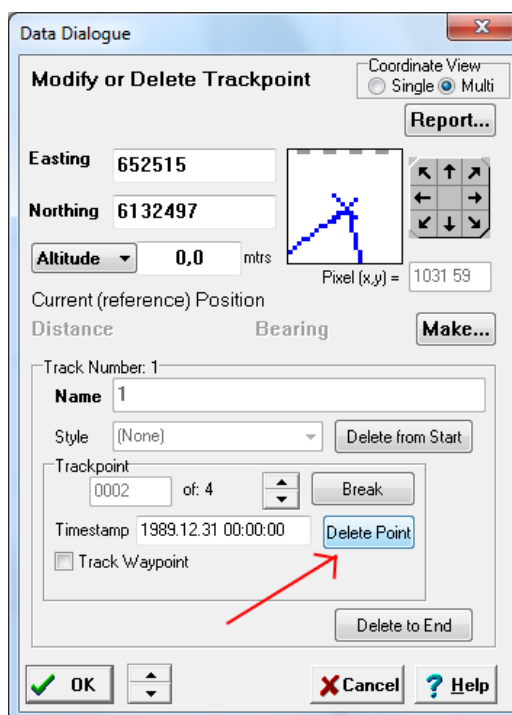 Data Dialogue
Modify or Delete Trackpoint
Coordinate View
Single Multi
Report...
Easting 652515
Northing 6132497
Altitude 0,0 mtrs
Pixel (x,y) = 1031 59
Current (reference) Position
Distance Bearing Make...
Track Number: 1
Name 1
Style (None) Delete from Start
Trackpoint
0002 of: 4 Break
Timestamp 1989.12.31 00:00:00 Delete Point
Track Waypoint
Delete to End
OK Cancel Help